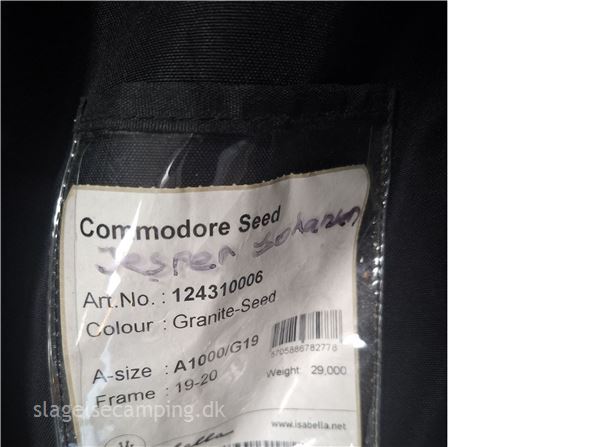 Commodore Seed
Jesper Johansen
Art.No. : 124310006
Colour : Granite-Seed
A-size : A1000/G19
Frame : 19-20
5705886782778
Weight: 29,000
www.isabella.net
Isabella
slagelsecamping.dk